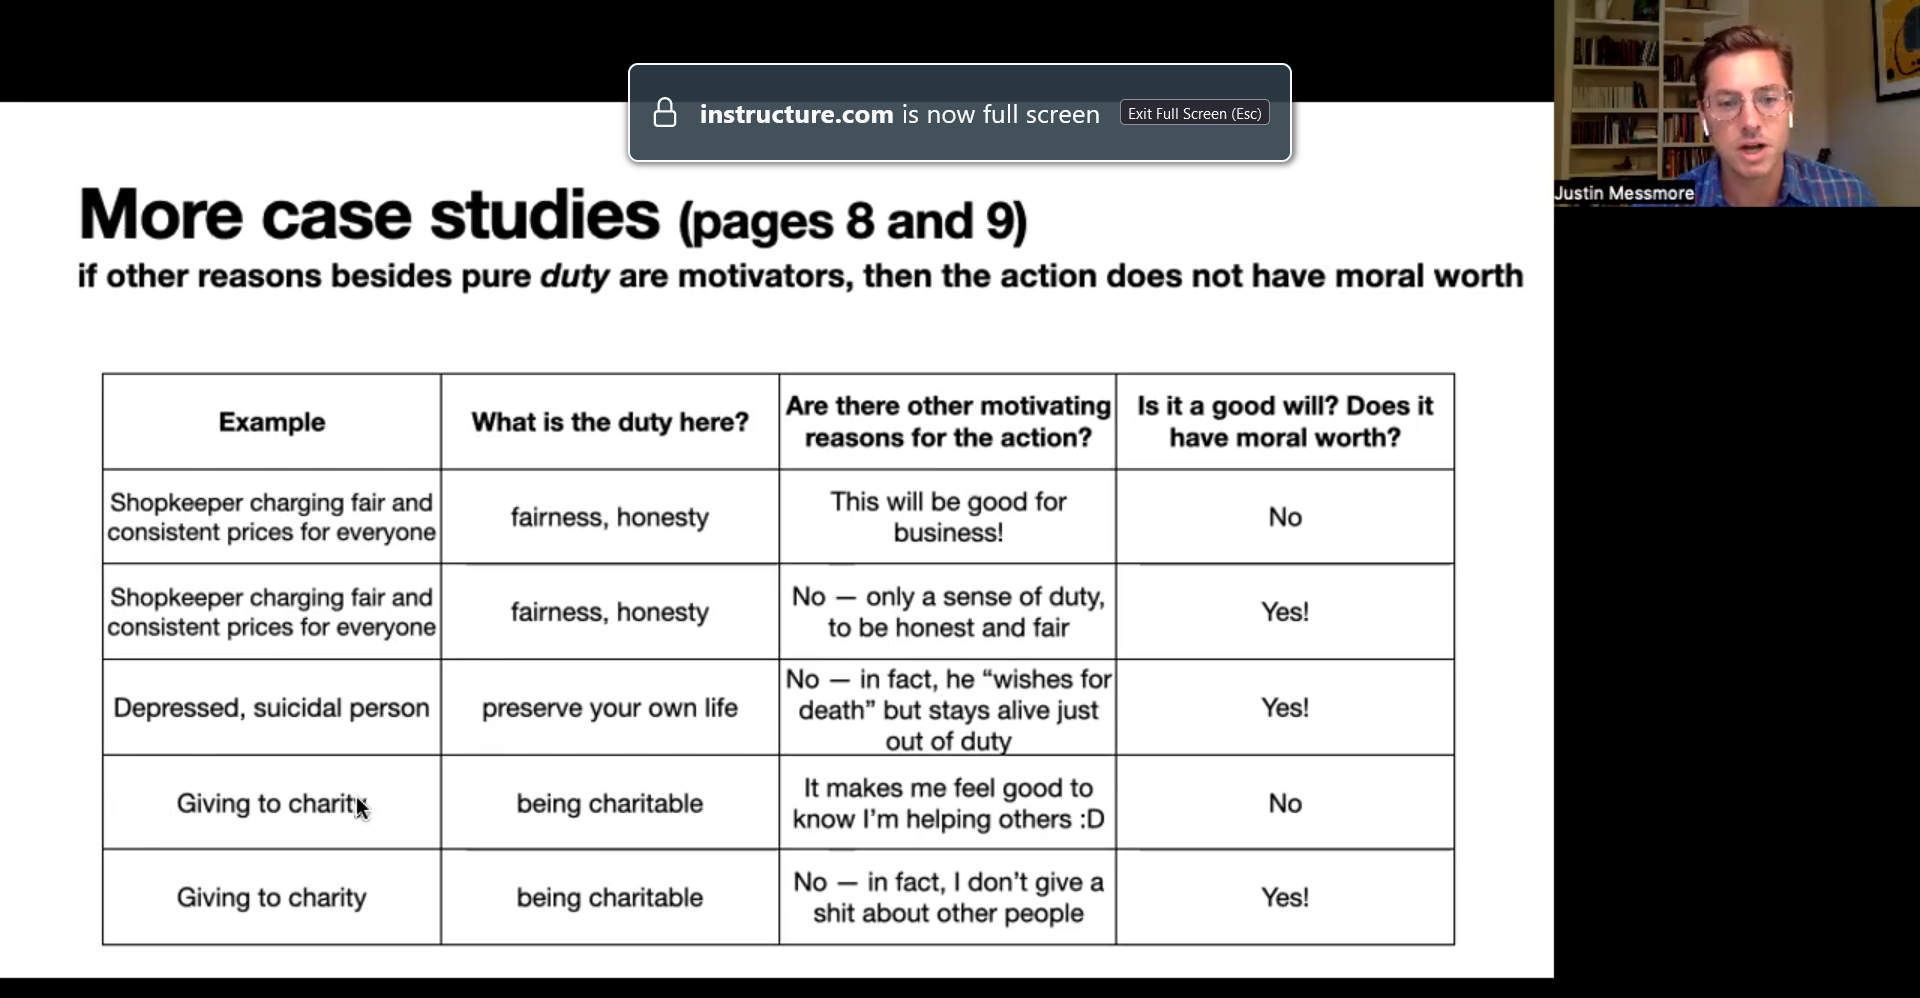 instructure.com is now full screen Exit Full Screen (Esc)
Justin Messmore
More case studies (pages 8 and 9)
if other reasons besides pure duty are motivators, then the action does not have moral worth
Example
What is the duty here?
Are there other motivating
reasons for the action?
Is it a good will? Does it
have moral worth?
Shopkeeper charging fair and
consistent prices for everyone
fairness, honesty
This will be good for
business!
No
Shopkeeper charging fair and
consistent prices for everyone
fairness, honesty
No — only a sense of duty,
to be honest and fair
Yes!
Depressed, suicidal person
preserve your own life
No — in fact, he “wishes for
death” but stays alive just
out of duty
Yes!
Giving to charity
being charitable
It makes me feel good to
know I’m helping others :D
No
Giving to charity
being charitable
No — in fact, I don’t give a
shit about other people
Yes!